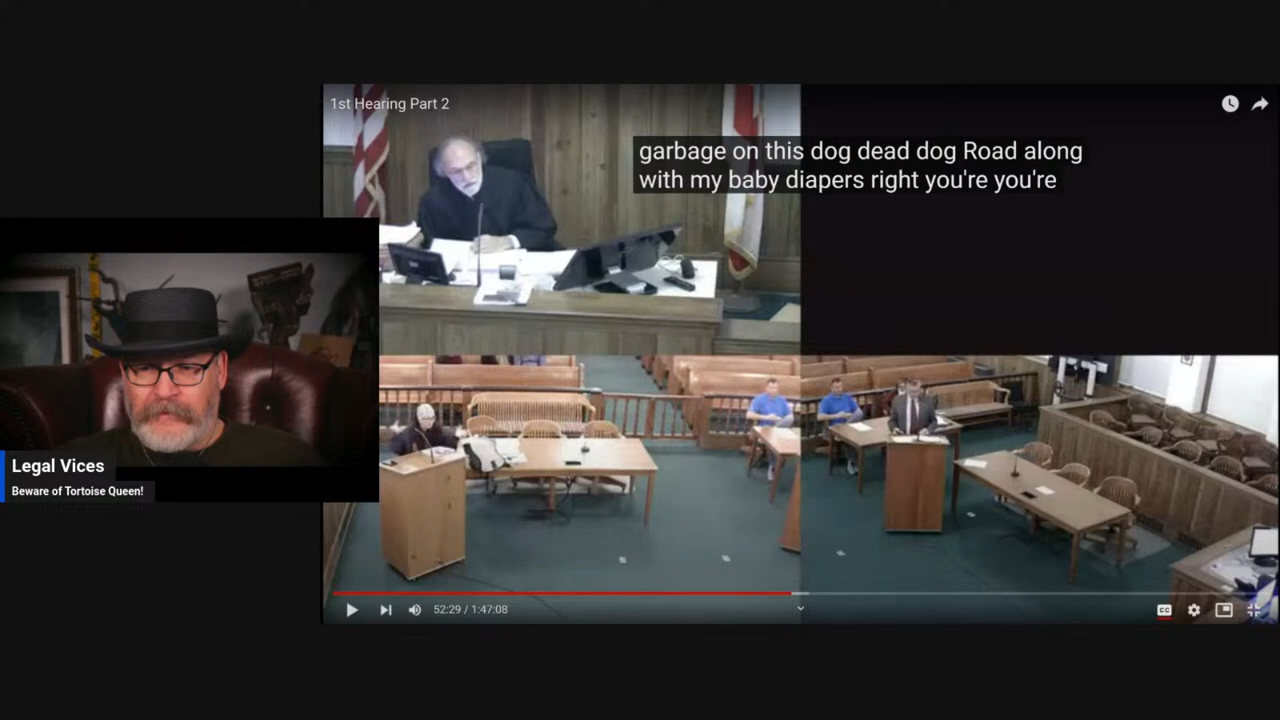 1st Hearing Part 2
garbage on this dog dead dog Road along
with my baby diapers right you're you're
Legal Vices
Beware of Tortoise Queen!
52:29 / 1:47:08
CC